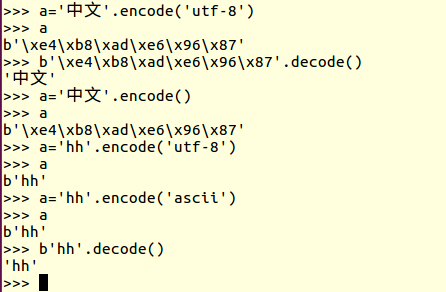 >>> a='中文'.encode('utf-8')
>>> a
b'\xe4\xb8\xad\xe6\x96\x87'
>>> b'\xe4\xb8\xad\xe6\x96\x87'.decode()
'中文'
>>> a='中文'.encode()
>>> a
b'\xe4\xb8\xad\xe6\x96\x87'
>>> a='hh'.encode('utf-8')
>>> a
b'hh'
>>> a='hh'.encode('ascii')
>>> a
b'hh'
>>> b'hh'.decode()
'hh'
>>>